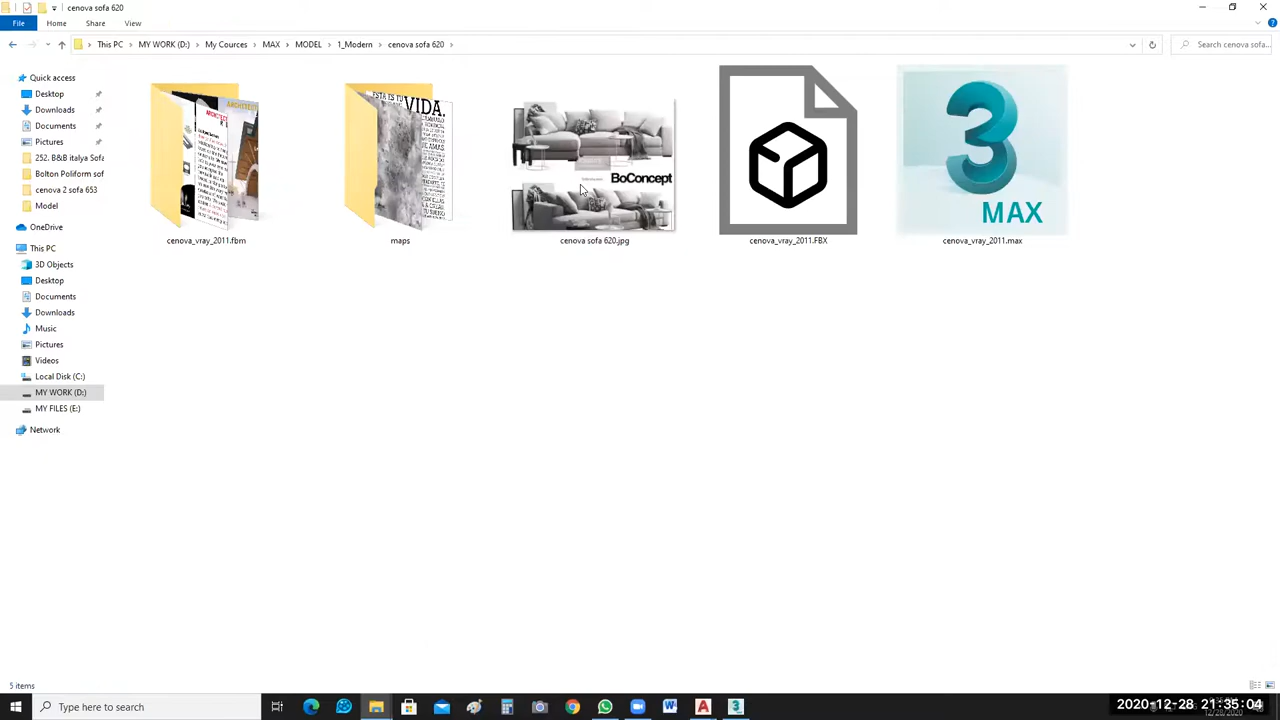 cenova sofa 620
File
Home
Share
View
This PC
MY WORK (D:)
My Cources
MAX
MODEL
1_Modern
cenova sofa 620
Search cenova sofa...
Quick access
Desktop
Downloads
Documents
Pictures
252. B&B italya Sofa
Bolton Poliform sof
cenova 2 sofa 653
Model
OneDrive
This PC
3D Objects
Desktop
Documents
Downloads
Music
Pictures
Videos
Local Disk (C:)
MY WORK (D:)
MY FILES (E:)
Network
VIDA.
BoConcept
3
MAX
cenova_vray_2011.fbm
maps
cenova sofa 620.jpg
cenova_vray_2011.FBX
cenova_vray_2011.max
5 items
Type here to search
2020-12-28 21:35:04